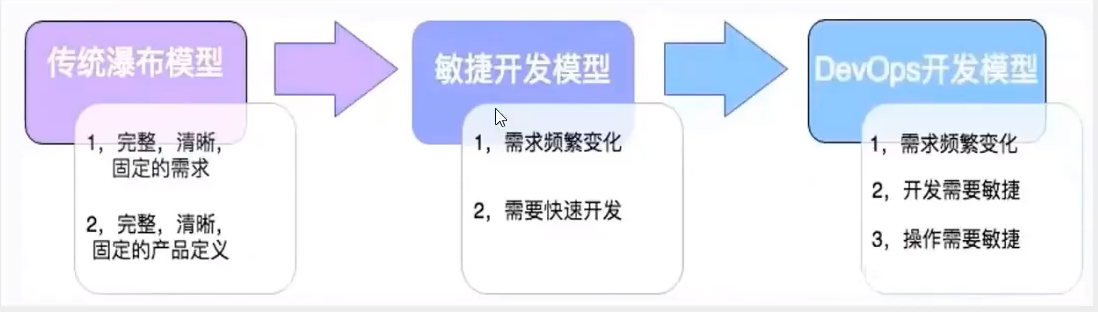 传统瀑布模型
1，完整，清晰，
固定的需求
2，完整，清晰，
固定的产品定义
敏捷开发模型
1，需求频繁变化
2，需要快速开发
DevOps开发模型
1，需求频繁变化
2，开发需要敏捷
3，操作需要敏捷